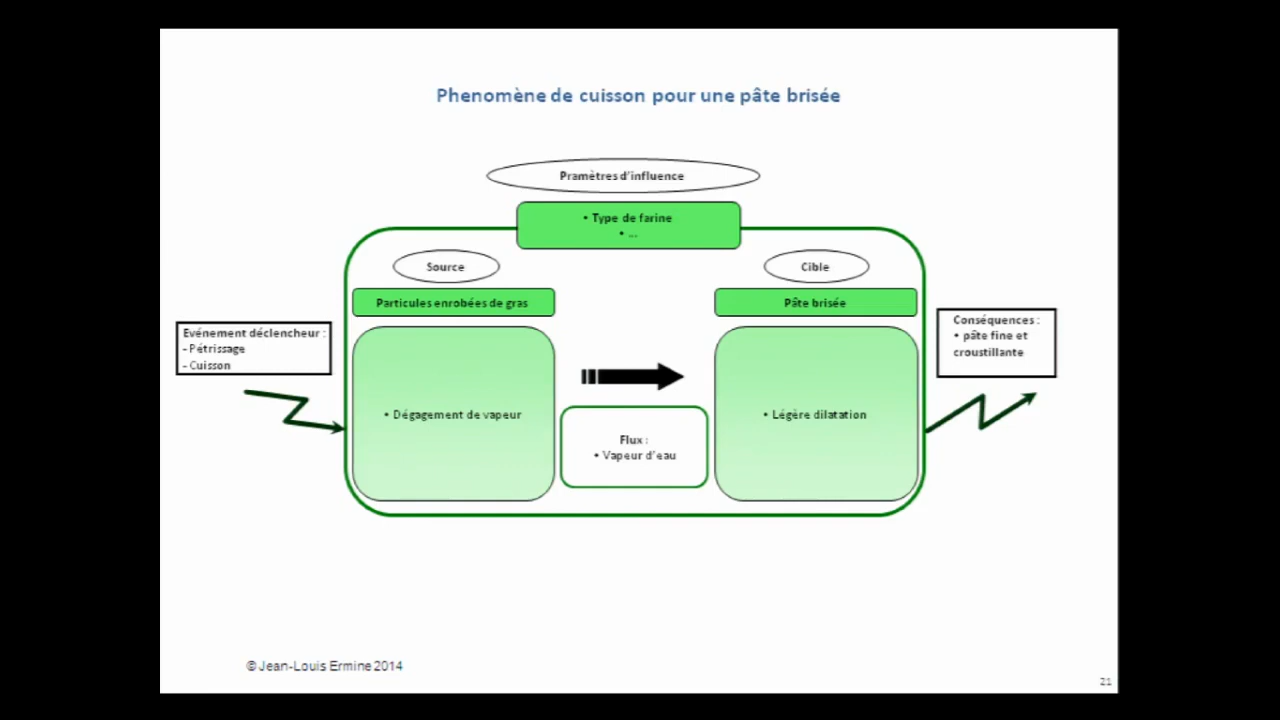 Phenomène de cuisson pour une pâte brisée
Pramètres d'influence
• Type de farine
• ...
Source
Cible
Particules enrobées de gras
Pâte brisée
Evénement déclencheur :
- Pétrissage
- Cuisson
Conséquences :
• pâte fine et
croustillante
• Dégagement de vapeur
Flux :
• Vapeur d'eau
• Légère dilatation
© Jean-Louis Ermine 2014
21